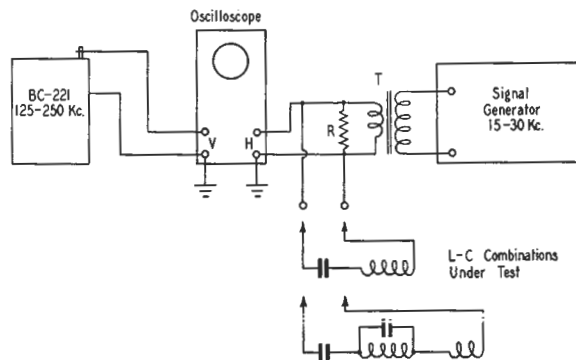 Oscilloscope
BC-221
125-250 Kc.
V
H
R
T
Signal
Generator
15-30 Kc.
L-C Combinations
Under Test